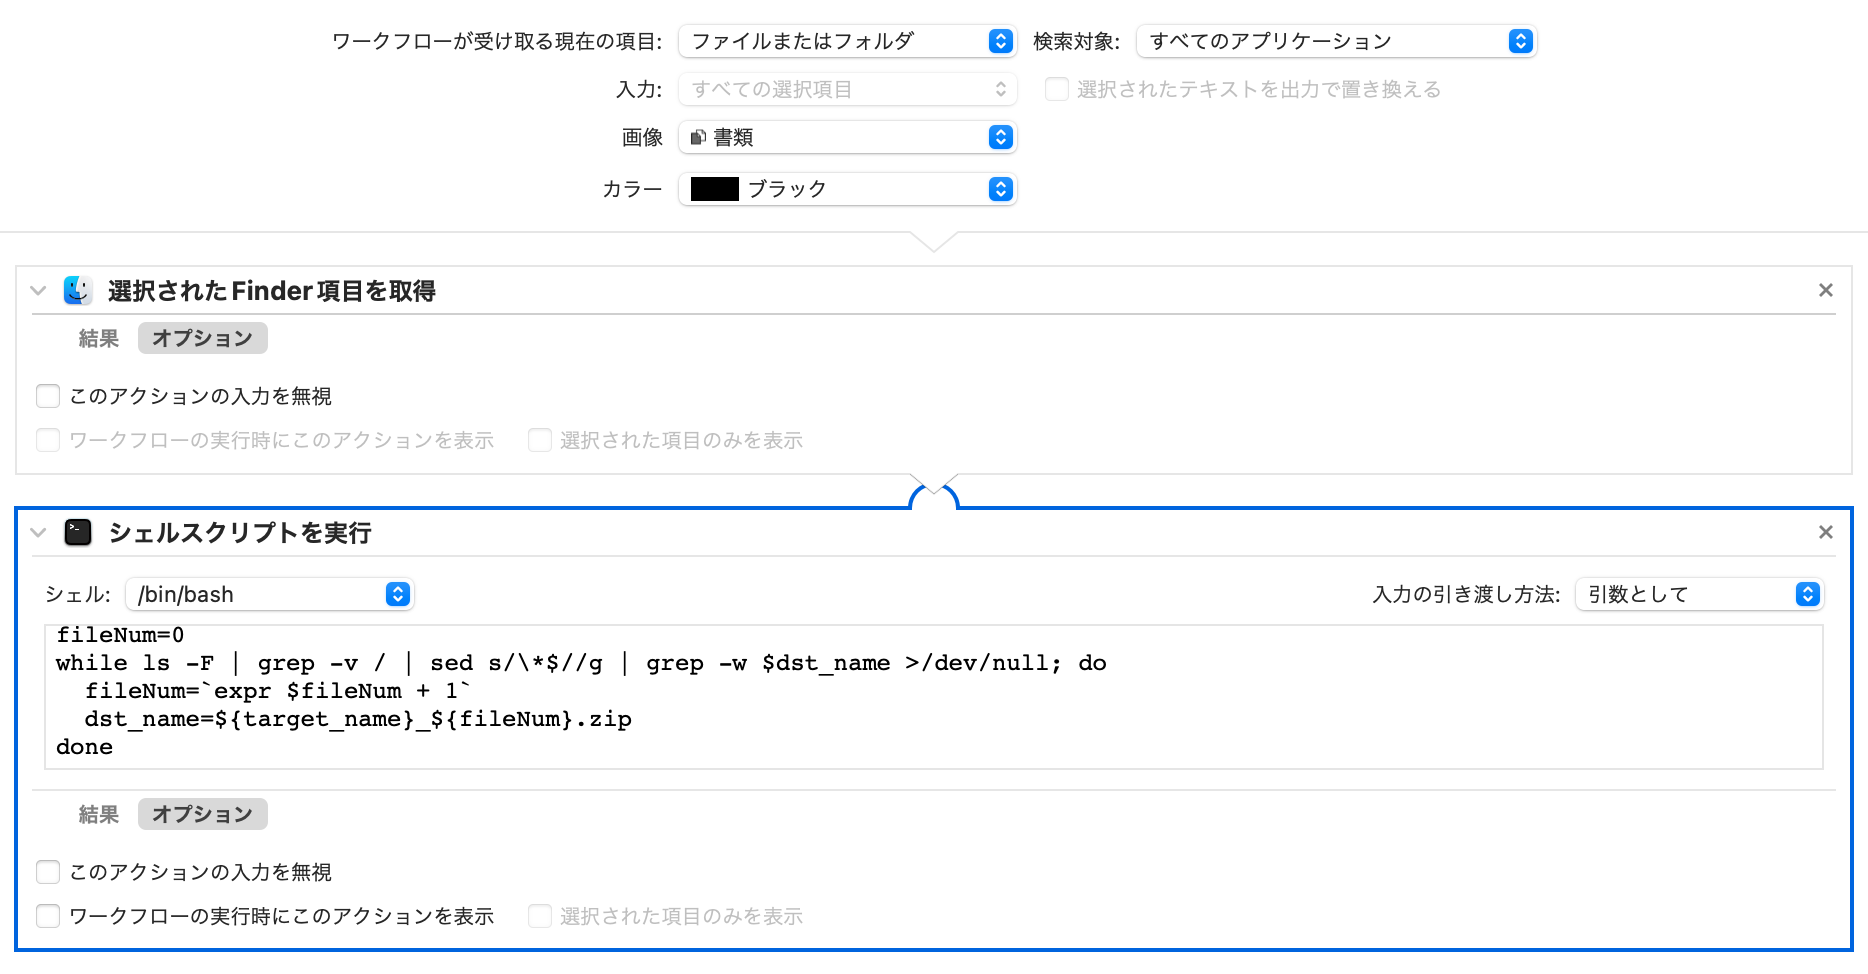 ワークフローが受け取る現在の項目: ファイルまたはフォルダ 検索対象: すべてのアプリケーション
入力: すべての選択項目 選択されたテキストを出力で置き換える
画像 書類
カラー ブラック
選択されたFinder項目を取得
結果 オプション
このアクションの入力を無視
ワークフローの実行時にこのアクションを表示 選択された項目のみを表示
シェルスクリプトを実行
シェル: /bin/bash 入力の引き渡し方法: 引数として
fileNum=0
while ls -F | grep -v / | sed s/\*$//g | grep -w $dst_name >/dev/null; do
  fileNum=`expr $fileNum + 1`
  dst_name=${target_name}_${fileNum}.zip
done
結果 オプション
このアクションの入力を無視
ワークフローの実行時にこのアクションを表示 選択された項目のみを表示